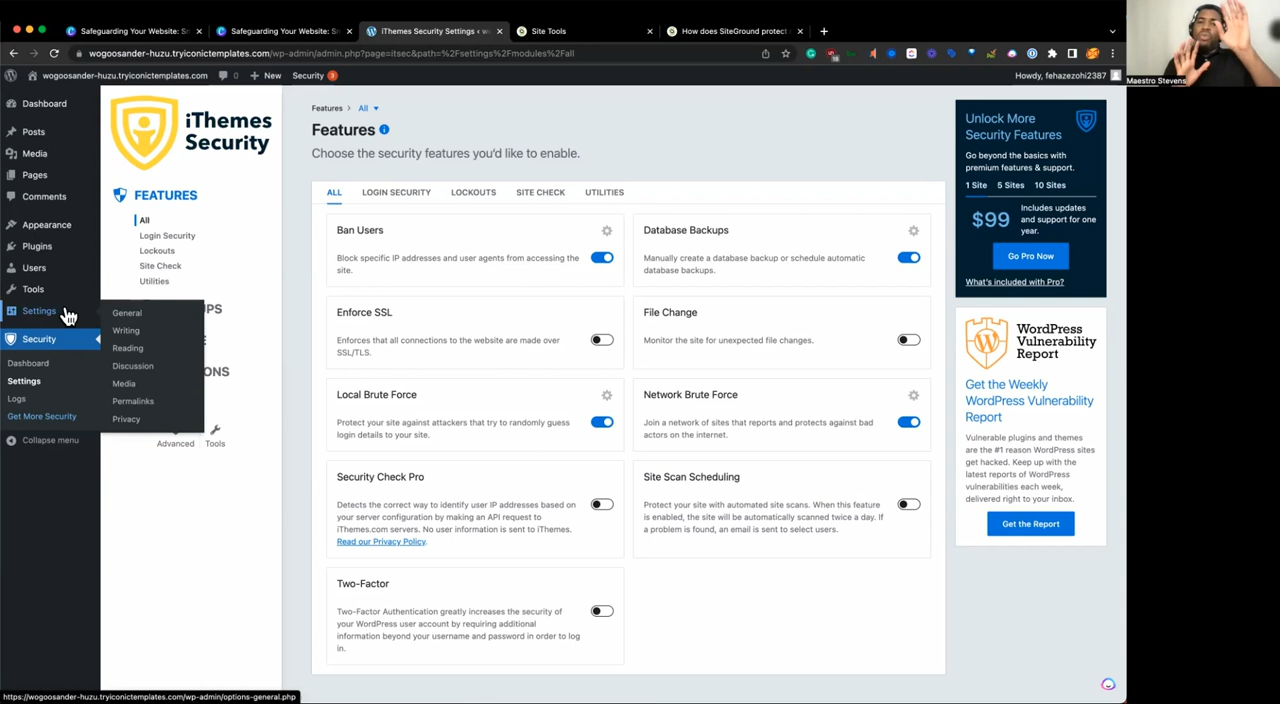 Safeguarding Your Website: S
Safeguarding Your Website: S
iThemes Security Settings ‹ w
Site Tools
How does SiteGround protect
wogoosander-huzu.tryiconictemplates.com/wp-admin/admin.php?page=itsec&path=%2Fsettings%2Fmodules%2Fall
wogoosander-huzu.tryiconictemplates.com
0
New
Security 3
Howdy, fehazezohi2387
Maestro Stevens
Dashboard
Posts
Media
Pages
Comments
Appearance
Plugins
Users
Tools
Settings
Security
Dashboard
Settings
Logs
Get More Security
Collapse menu
General
Writing
Reading
Discussion
Media
Permalinks
Privacy
iThemes
Security
FEATURES
All
Login Security
Lockouts
Site Check
Utilities
Advanced
Tools
Features › All
Features
Choose the security features you'd like to enable.
ALL
LOGIN SECURITY
LOCKOUTS
SITE CHECK
UTILITIES
Ban Users
Block specific IP addresses and user agents from accessing the
site.
Database Backups
Manually create a database backup or schedule automatic
database backups.
Enforce SSL
Enforces that all connections to the website are made over
SSL/TLS.
File Change
Monitor the site for unexpected file changes.
Local Brute Force
Protect your site against attackers that try to randomly guess
login details to your site.
Network Brute Force
Join a network of sites that reports and protects against bad
actors on the internet.
Security Check Pro
Detects the correct way to identify user IP addresses based on
your server configuration by making an API request to
iThemes.com servers. No user information is sent to iThemes.
Read our Privacy Policy.
Site Scan Scheduling
Protect your site with automated site scans. When this feature
is enabled, the site will be automatically scanned twice a day. If
a problem is found, an email is sent to select users.
Two-Factor
Two-Factor Authentication greatly increases the security of
your WordPress user account by requiring additional
information beyond your username and password in order to log
in.
Unlock More
Security Features
Go beyond the basics with
premium features & support.
1 Site
5 Sites
10 Sites
$99
Includes updates
and support for one
year.
Go Pro Now
What's included with Pro?
WordPress
Vulnerability
Report
Get the Weekly
WordPress Vulnerability
Report
Vulnerable plugins and themes
are the #1 reason WordPress sites
get hacked. Keep up with the
latest reports of WordPress
vulnerabilities each week,
delivered right to your inbox.
Get the Report
https://wogoosander-huzu.tryiconictemplates.com/wp-admin/options-general.php